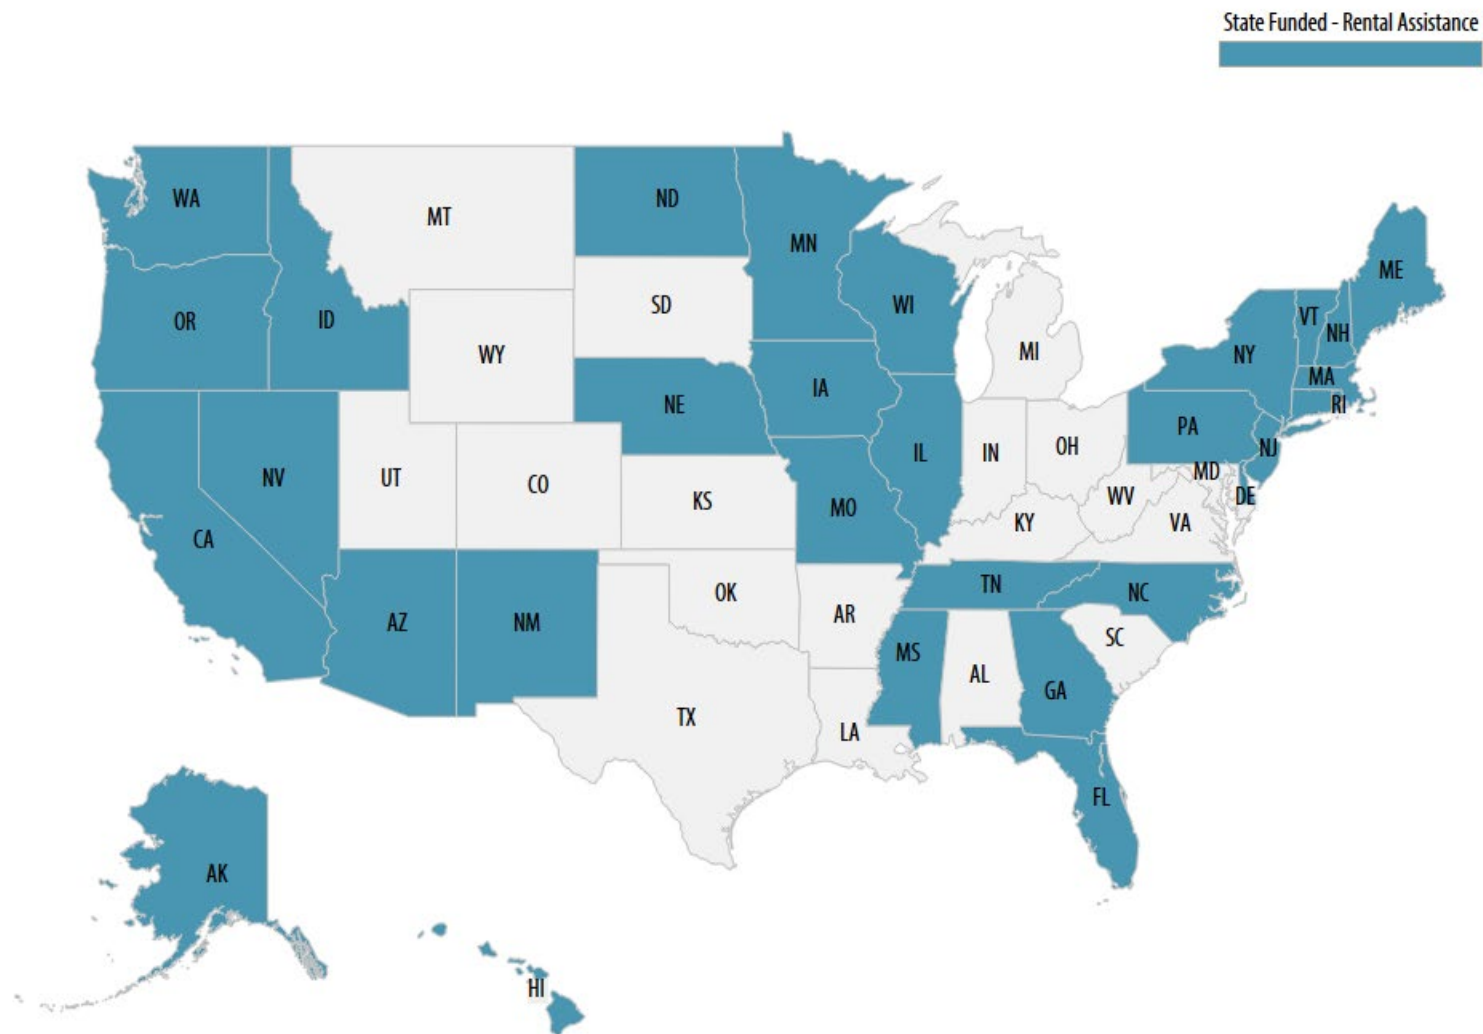 State Funded - Rental Assistance
WA
MT
ND
MN
ME
OR
ID
SD
WI
VT
NH
WY
MI
NY
MA
NE
IA
RI
PA
NV
UT
CO
IL
IN
OH
NJ
MD
KS
MO
WV
DE
CA
KY
VA
AZ
NM
OK
AR
TN
NC
SC
MS
AL
GA
TX
LA
FL
AK
HI